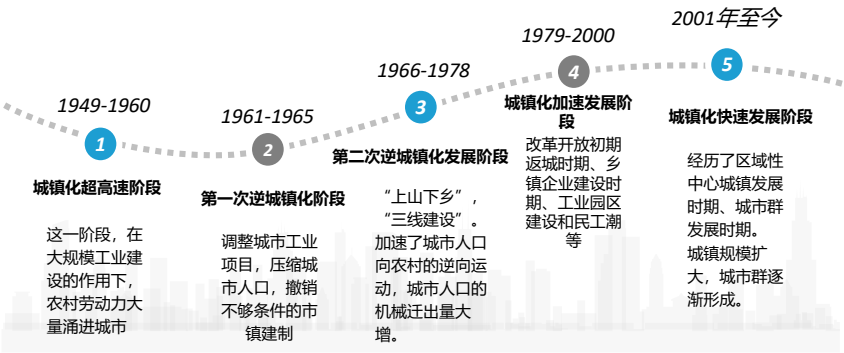 1949-1960
1
城镇化超高速阶段
这一阶段，在
大规模工业建
设的作用下，
农村劳动力大
量涌进城市
1961-1965
2
第一次逆城镇化阶段
调整城市工业
项目，压缩城
市人口，撤销
不够条件的市
镇建制
1966-1978
3
第二次逆城镇化发展阶段
“上山下乡”，
“三线建设”。
加速了城市人口
向农村的逆向运
动，城市人口的
机械迁出量大
增。
1979-2000
4
城镇化加速发展阶
段
改革开放初期
返城时期、乡
镇企业建设时
期、工业园区
建设和民工潮
等
2001年至今
5
城镇化快速发展阶段
经历了区域性
中心城镇发展
时期、城市群
发展时期。
城镇规模扩
大，城市群逐
渐形成。